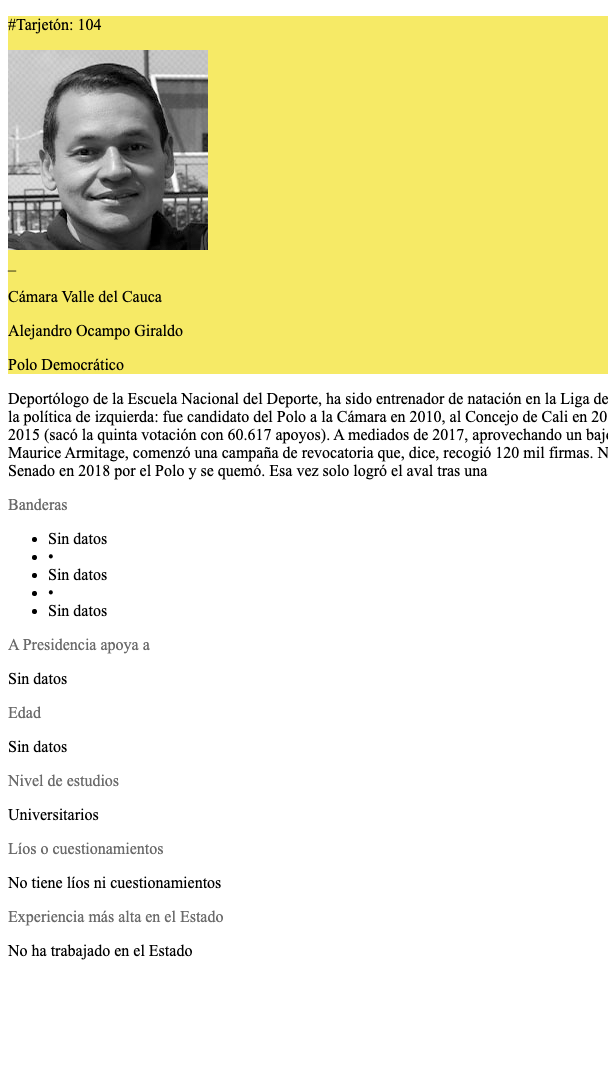 #Tarjetón: 104
_
Cámara Valle del Cauca
Alejandro Ocampo Giraldo
Polo Democrático
Deportólogo de la Escuela Nacional del Deporte, ha sido entrenador de natación en la Liga de
la política de izquierda: fue candidato del Polo a la Cámara en 2010, al Concejo de Cali en 20
2015 (sacó la quinta votación con 60.617 apoyos). A mediados de 2017, aprovechando un bajo
Maurice Armitage, comenzó una campaña de revocatoria que, dice, recogió 120 mil firmas. N
Senado en 2018 por el Polo y se quemó. Esa vez solo logró el aval tras una
Banderas
• Sin datos
• •
• Sin datos
• •
• Sin datos
A Presidencia apoya a
Sin datos
Edad
Sin datos
Nivel de estudios
Universitarios
Líos o cuestionamientos
No tiene líos ni cuestionamientos
Experiencia más alta en el Estado
No ha trabajado en el Estado